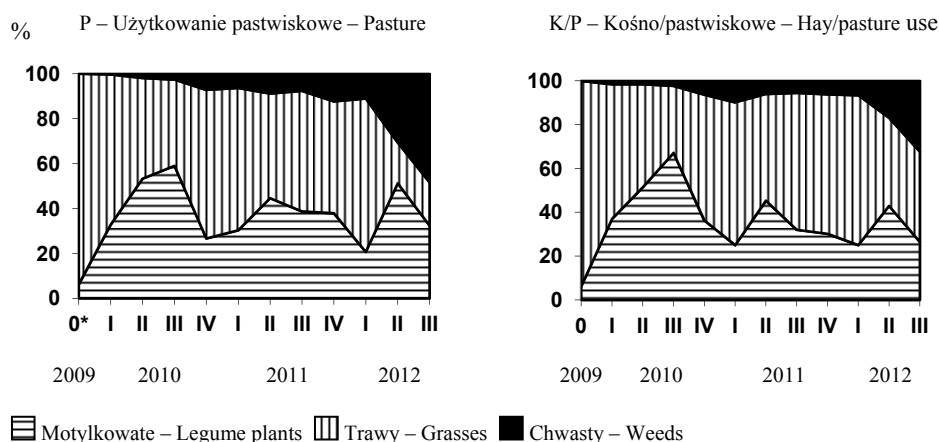 % P – Użytkowanie pastwiskowe – Pasture
100
80
60
40
20
0
0* I II III IV I II III IV I II III
2009 2010 2011 2012
K/P – Kośno/pastwiskowe – Hay/pasture use
100
80
60
40
20
0
0 I II III IV I II III IV I II III
2009 2010 2011 2012
Motylkowate – Legume plants Trawy – Grasses Chwasty – Weeds